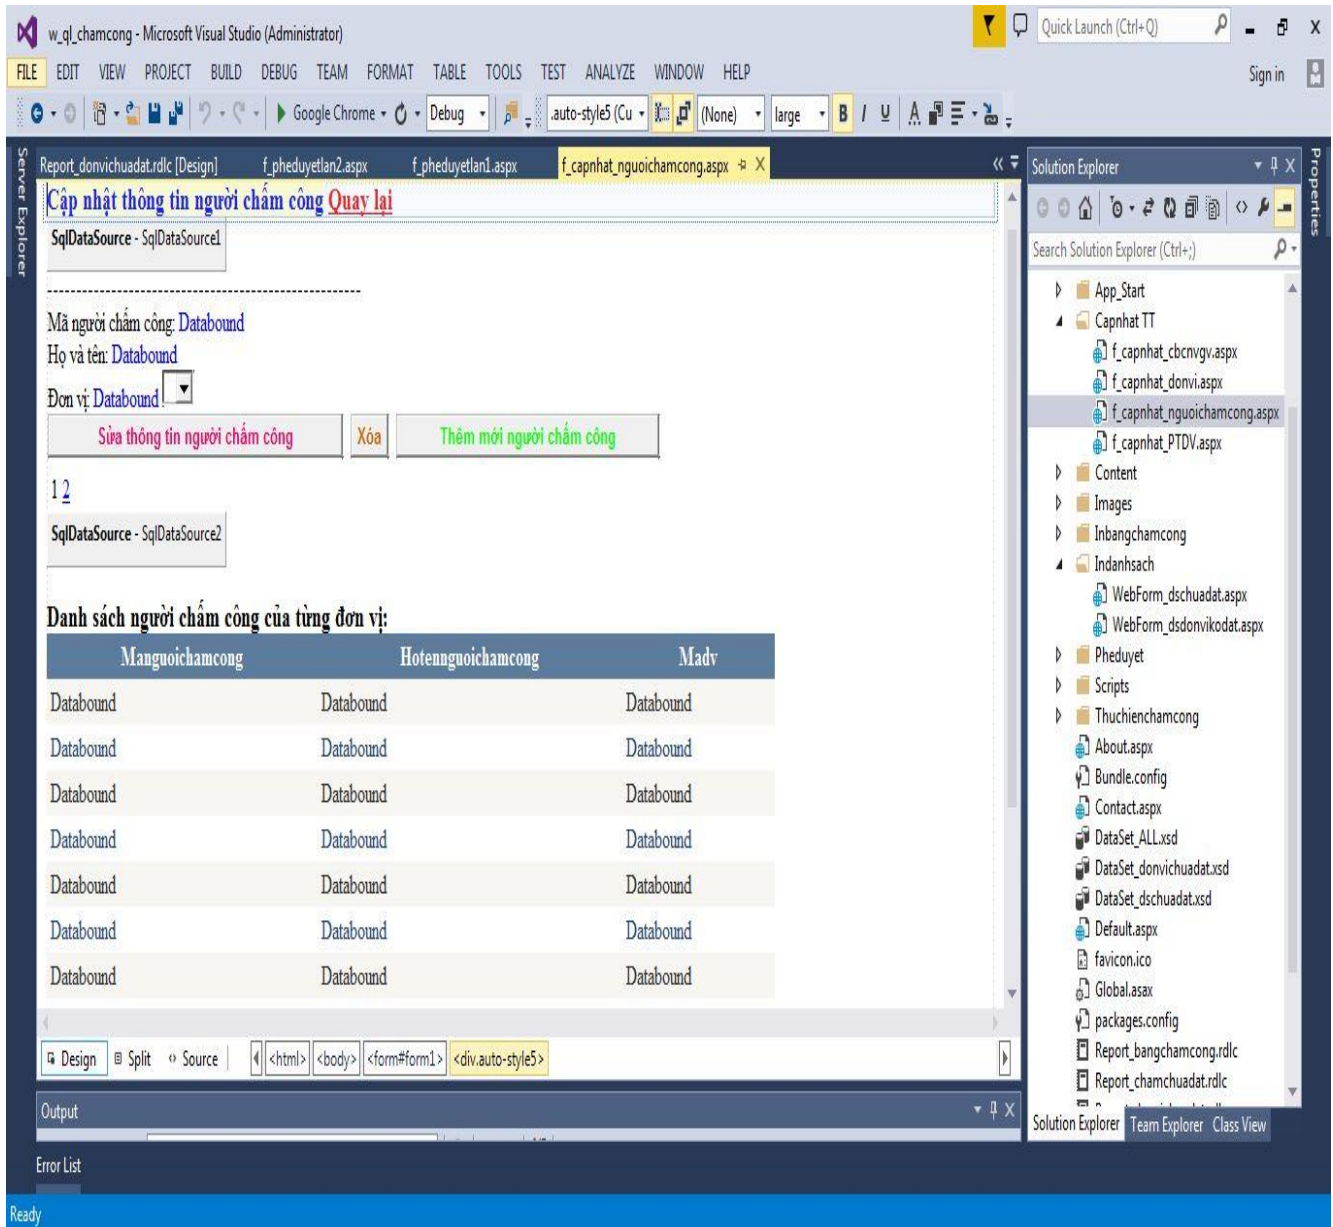 w_ql_chamcong - Microsoft Visual Studio (Administrator)
Quick Launch (Ctrl+Q)
FILE EDIT VIEW PROJECT BUILD DEBUG TEAM FORMAT TABLE TOOLS TEST ANALYZE WINDOW HELP
Sign in
Google Chrome Debug .auto-style5 (Cu (None) large B I U A
Server Explorer
Report_donvichuadat.rdlc [Design] f_pheduyetlan2.aspx f_pheduyetlan1.aspx f_capnhat_nguoichamcong.aspx
Cập nhật thông tin người chấm công Quay lại
SqlDataSource - SqlDataSource1
------------------------------------------------------
Mã người chấm công: Databound
Họ và tên: Databound
Đơn vị: Databound
Sửa thông tin người chấm công Xóa Thêm mới người chấm công
1 2
SqlDataSource - SqlDataSource2
Danh sách người chấm công của từng đơn vị:
Manguoichamcong Hotennguoichamcong Madv
Databound Databound Databound
Databound Databound Databound
Databound Databound Databound
Databound Databound Databound
Databound Databound Databound
Databound Databound Databound
Databound Databound Databound
Design Split Source <html> <body> <form#form1> <div.auto-style5>
Output
Error List
Ready
Solution Explorer
Search Solution Explorer (Ctrl+;)
App_Start
Capnhat TT
f_capnhat_cbcnvgv.aspx
f_capnhat_donvi.aspx
f_capnhat_nguoichamcong.aspx
f_capnhat_PTDV.aspx
Content
Images
Inbangchamcong
Indanhsach
WebForm_dschuadat.aspx
WebForm_dsdonvikodat.aspx
Pheduyet
Scripts
Thuchienchamcong
About.aspx
Bundle.config
Contact.aspx
DataSet_ALL.xsd
DataSet_donvichuadat.xsd
DataSet_dschuadat.xsd
Default.aspx
favicon.ico
Global.asax
packages.config
Report_bangchamcong.rdlc
Report_chamchuadat.rdlc
Solution Explorer Team Explorer Class View
Properties